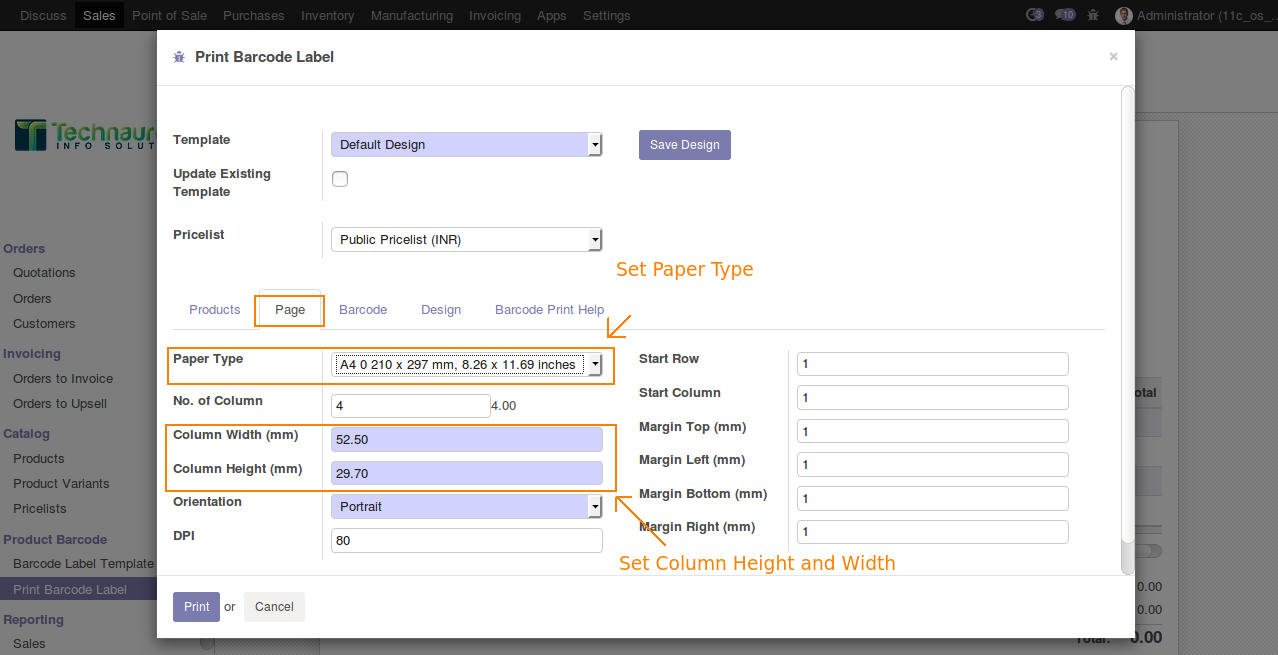 Discuss Sales Point of Sale Purchases Inventory Manufacturing Invoicing Apps Settings 3 10 Administrator (11c_os_...
Print Barcode Label ×
INFO SOLUT
Template Default Design Save Design
Update Existing
Template
Pricelist Public Pricelist (INR)
Set Paper Type
Products Page Barcode Design Barcode Print Help
Paper Type A4 0 210 x 297 mm, 8.26 x 11.69 inches
No. of Column 4 4.00
Column Width (mm) 52.50
Column Height (mm) 29.70
Orientation Portrait
DPI 80
Start Row 1
Start Column 1
Margin Top (mm) 1
Margin Left (mm) 1
Margin Bottom (mm) 1
Margin Right (mm) 1
Set Column Height and Width
Print or Cancel
Orders
Quotations
Orders
Customers
Invoicing
Orders to Invoice
Orders to Upsell
Catalog
Products
Product Variants
Pricelists
Product Barcode
Barcode Label Template
Print Barcode Label
Reporting
Sales
otal
0.00
0.00
Total: 0.00